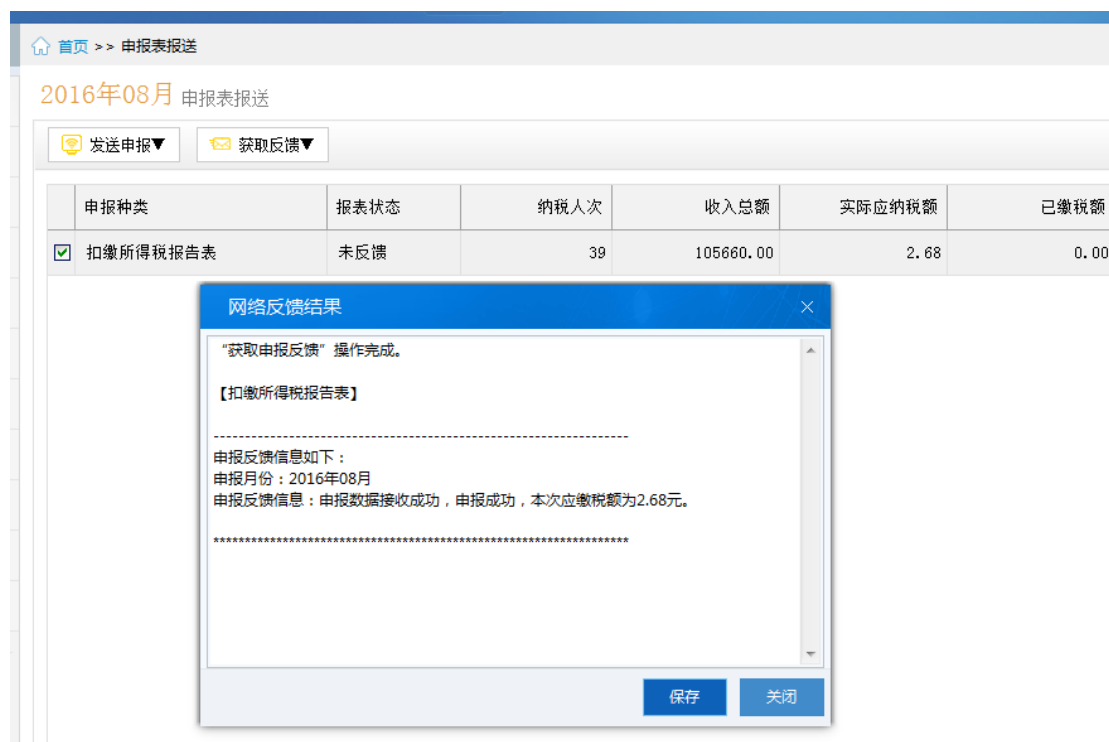 首页 >> 申报表报送
2016年08月 申报表报送
发送申报▼ 获取反馈▼
申报种类 报表状态 纳税人次 收入总额 实际应纳税额 已缴税额
扣缴所得税报告表 未反馈 39 105660.00 2.68 0.00
网络反馈结果
“获取申报反馈”操作完成。
【扣缴所得税报告表】
------------------------------------------------------------------
申报反馈信息如下：
申报月份：2016年08月
申报反馈信息：申报数据接收成功，申报成功，本次应缴税额为2.68元。
******************************************************************
保存 关闭